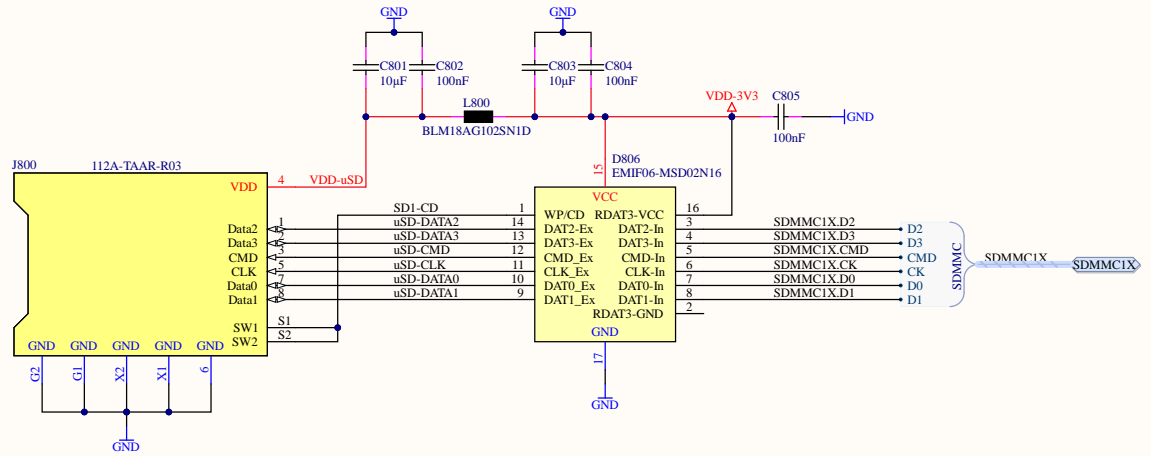 GND
GND
C801
10µF
C802
100nF
C803
10µF
C804
100nF
L800
BLM18AG102SN1D
VDD-3V3
C805
100nF
GND
J800
112A-TAAR-R03
VDD
4
VDD-uSD
15
D806
EMIF06-MSD02N16
VCC
SD1-CD
1
WP/CD
RDAT3-VCC
16
Data2
1
uSD-DATA2
14
DAT2-Ex
DAT2-In
3
SDMMC1X.D2
D2
Data3
2
uSD-DATA3
13
DAT3-Ex
DAT3-In
4
SDMMC1X.D3
D3
CMD
3
uSD-CMD
12
CMD_Ex
CMD-In
5
SDMMC1X.CMD
CMD
CLK
5
uSD-CLK
11
CLK_Ex
CLK-In
6
SDMMC1X.CK
CK
Data0
7
uSD-DATA0
10
DAT0_Ex
DAT0-In
7
SDMMC1X.D0
D0
Data1
8
uSD-DATA1
9
DAT1_Ex
DAT1-In
8
SDMMC1X.D1
D1
SDMMC
SDMMC1X
SDMMC1X
RDAT3-GND
2
SW1
S1
SW2
S2
GND
17
GND
GND
GND
GND
GND
GND
G2
G1
X2
X1
6
GND